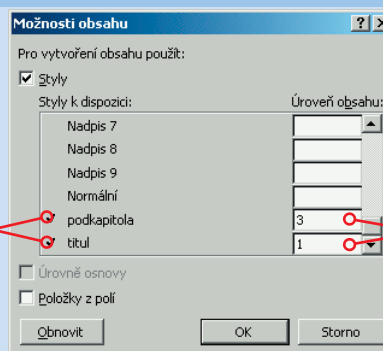 Možnosti obsahu
Pro vytvoření obsahu použít:
Styly
Styly k dispozici: Úroveň obsahu:
Nadpis 7
Nadpis 8
Nadpis 9
Normální
podkapitola 3
titul 1
Úrovně osnovy
Položky z polí
Obnovit OK Storno